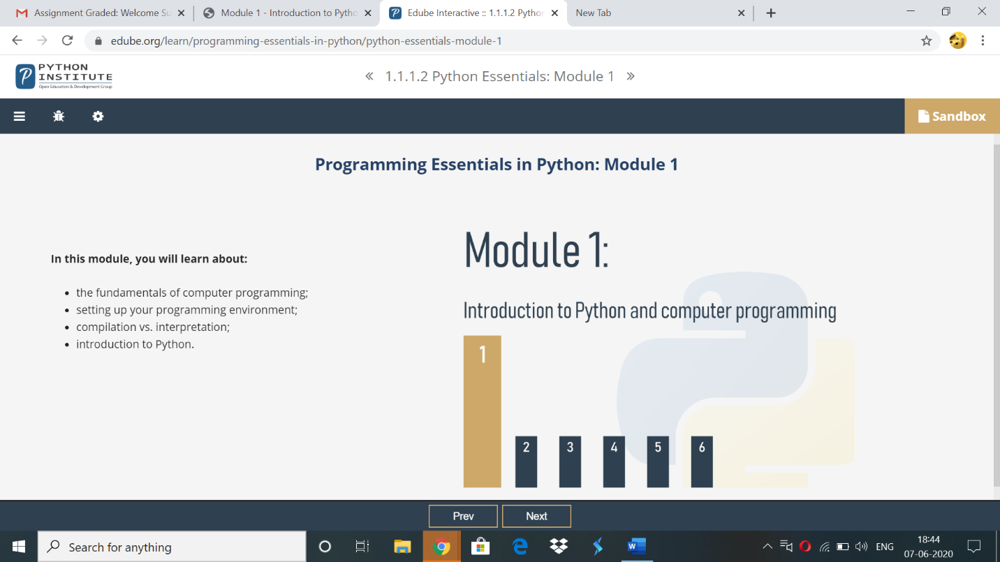 Assignment Graded: Welcome Su
Module 1 - Introduction to Pytho
Edube Interactive :: 1.1.1.2 Python
New Tab
edube.org/learn/programming-essentials-in-python/python-essentials-module-1
P
PYTHON
INSTITUTE
Open Education & Development Group
« 1.1.1.2 Python Essentials: Module 1 »
Sandbox
Programming Essentials in Python: Module 1
In this module, you will learn about:
• the fundamentals of computer programming;
• setting up your programming environment;
• compilation vs. interpretation;
• introduction to Python.
Module 1:
Introduction to Python and computer programming
1
2 3 4 5 6
Prev Next
Search for anything
W
ENG
18:44
07-06-2020